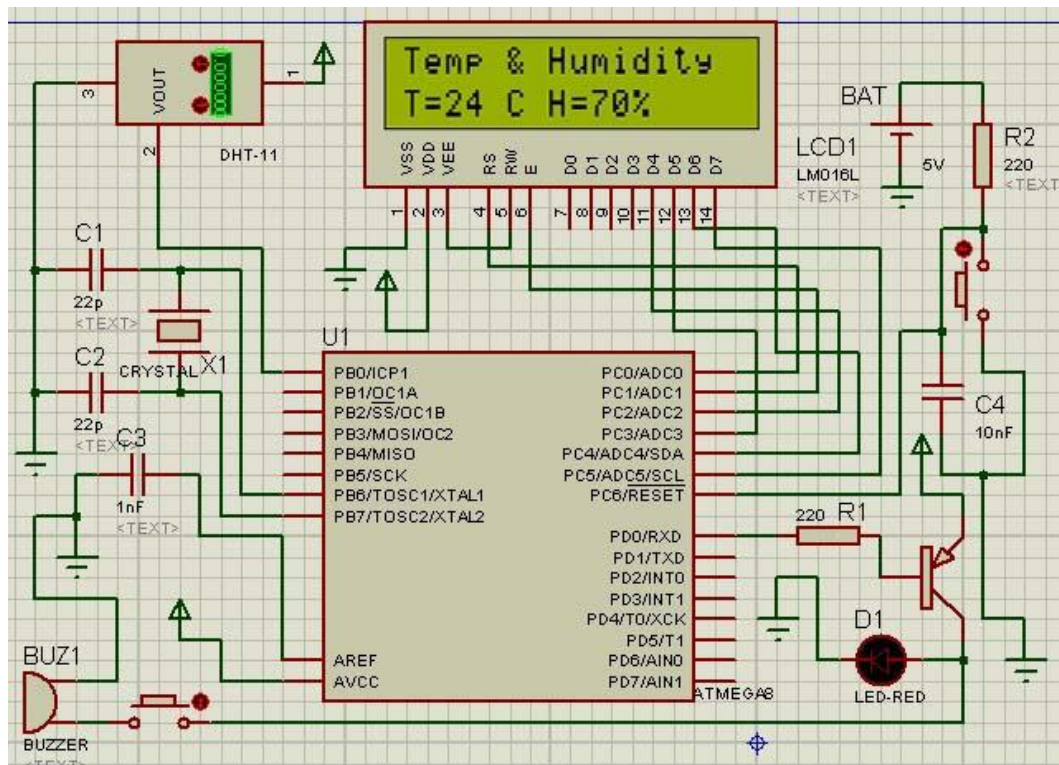 Temp & Humidity
T=24 C H=70%
VOUT
3
1
2
DHT-11
VSS
VDD
VEE
RS
RW
E
D0
D1
D2
D3
D4
D5
D6
D7
1
2
3
4
5
6
7
8
9
10
11
12
13
14
LCD1
LM016L
<TEXT>
BAT
5V
R2
220
<TEXT
C1
22p
<TEXT>
CRYSTAL X1
C2
22p
<TEXT>
C3
1nF
<TEXT>
U1
PB0/ICP1
PB1/OC1A
PB2/SS/OC1B
PB3/MOSI/OC2
PB4/MISO
PB5/SCK
PB6/TOSC1/XTAL1
PB7/TOSC2/XTAL2
AREF
AVCC
PC0/ADC0
PC1/ADC1
PC2/ADC2
PC3/ADC3
PC4/ADC4/SDA
PC5/ADC5/SCL
PC6/RESET
PD0/RXD
PD1/TXD
PD2/INT0
PD3/INT1
PD4/T0/XCK
PD5/T1
PD6/AIN0
PD7/AIN1
ATMEGA8
C4
10nF
220 R1
D1
LED-RED
BUZ1
BUZZER
<TEXT>